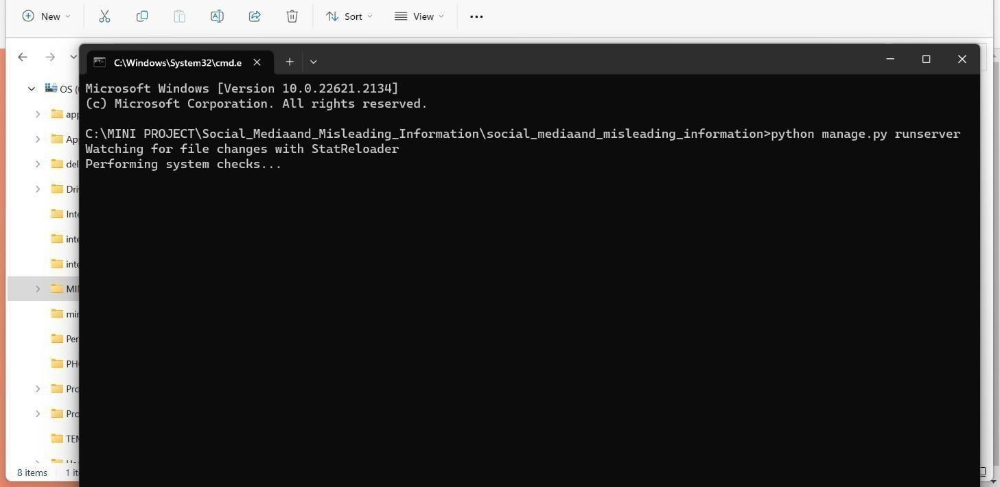 New
Sort
View
C:\Windows\System32\cmd.e
OS (
Microsoft Windows [Version 10.0.22621.2134]
(c) Microsoft Corporation. All rights reserved.
C:\MINI PROJECT\Social_Mediaand_Misleading_Information\social_mediaand_misleading_information>python manage.py runserver
Watching for file changes with StatReloader
Performing system checks...
app
Ap
del
Dri
Inte
inte
inte
MI
mi
Per
PH
Pro
Pro
TE
8 items
1 it